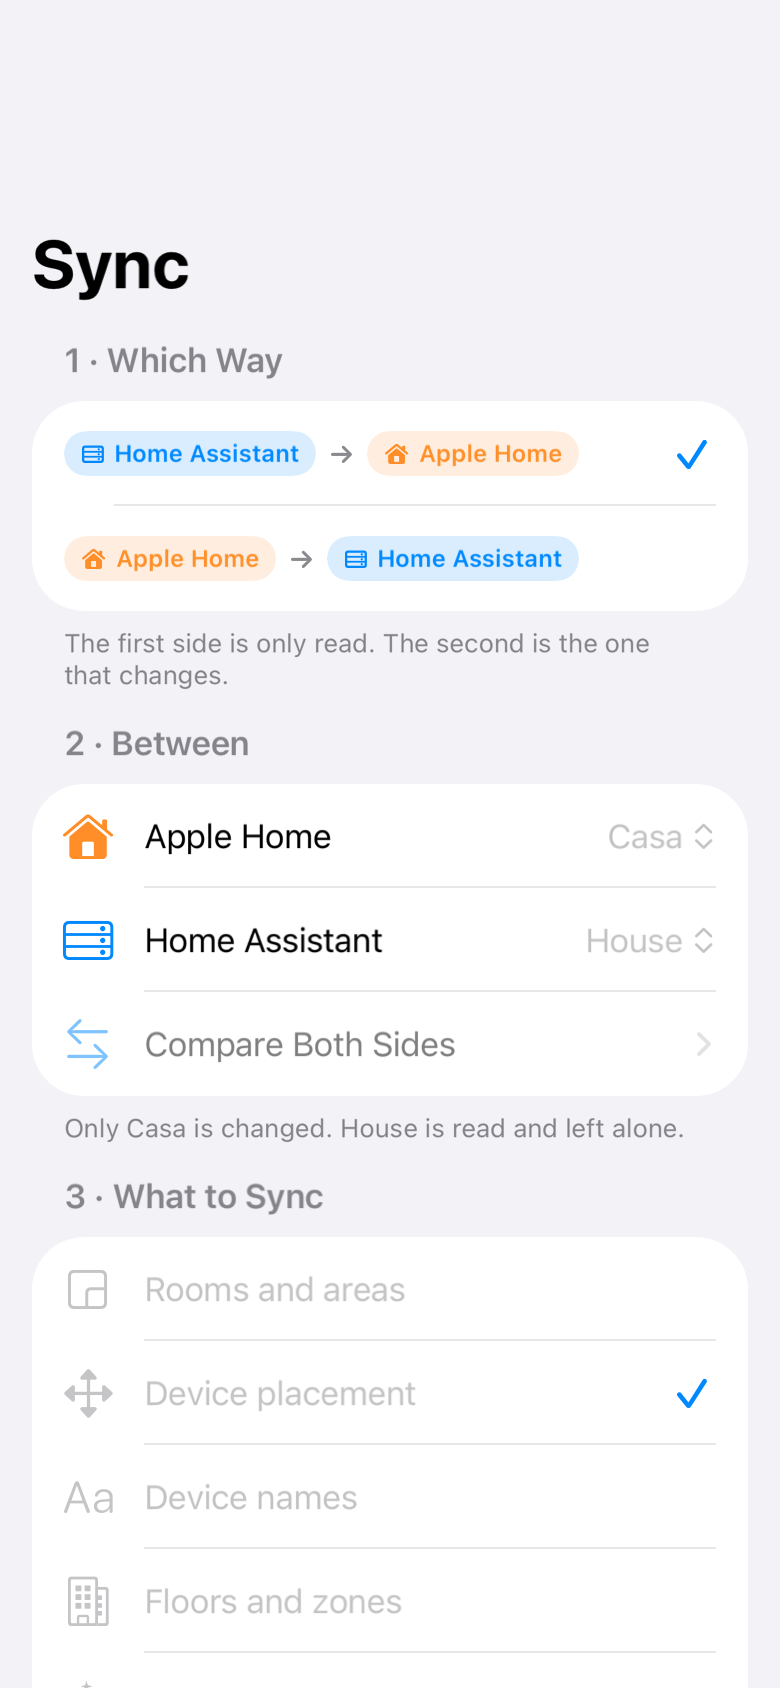 Sync
1 · Which Way
Home Assistant → Apple Home
Apple Home → Home Assistant
The first side is only read. The second is the one
that changes.
2 · Between
Apple Home Casa
Home Assistant House
Compare Both Sides
Only Casa is changed. House is read and left alone.
3 · What to Sync
Rooms and areas
Device placement
Aa Device names
Floors and zones